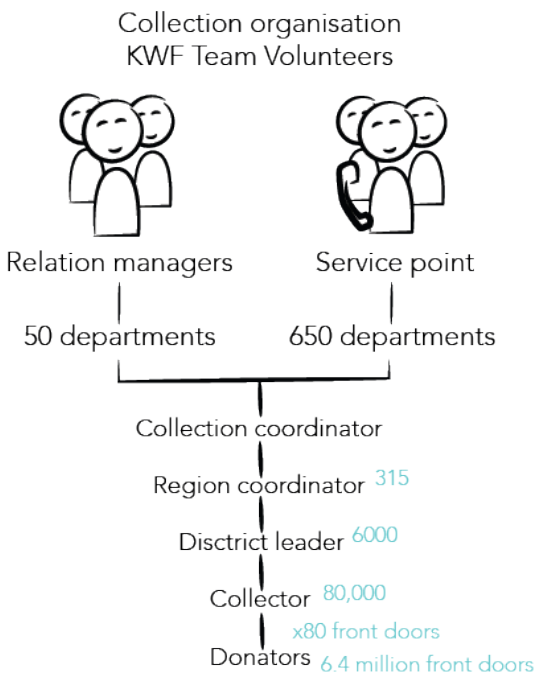 Collection organisation
KWF Team Volunteers
Relation managers
Service point
50 departments
650 departments
Collection coordinator
Region coordinator 315
Disctrict leader 6000
Collector 80,000
x80 front doors
Donators 6.4 million front doors